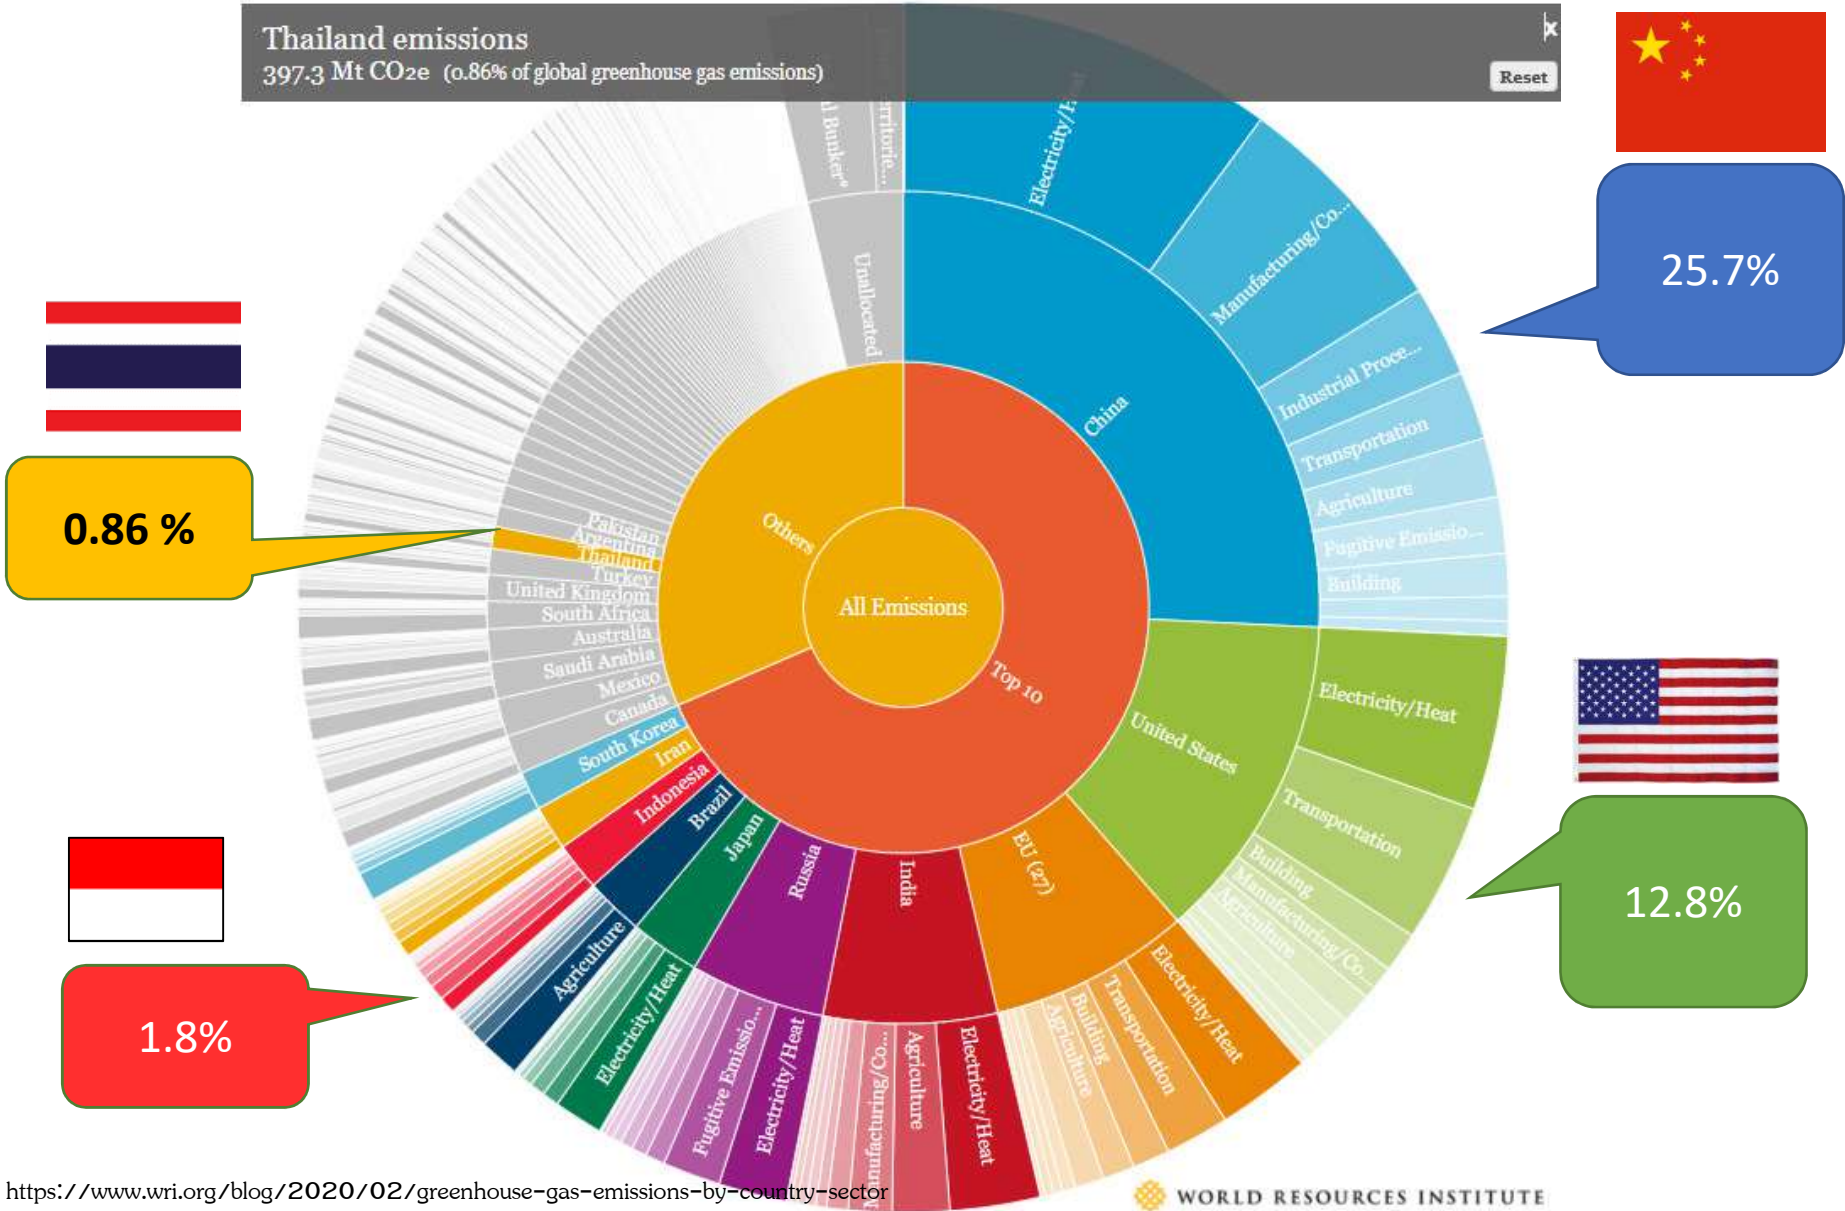 Thailand emissions
397.3 Mt CO2e (0.86% of global greenhouse gas emissions)
x
Reset
25.7%
0.86 %
12.8%
1.8%
All Emissions
Top 10
Others
China
Electricity/H
Manufacturing/Co...
Industrial Proce...
Transportation
Agriculture
Fugitive Emissio...
Building
United States
Electricity/Heat
Transportation
Building
Manufacturing/Co...
Agriculture
EU (27)
Electricity/Heat
Transportation
Building
Agriculture
India
Electricity/Heat
Agriculture
Manufacturing/Co...
Russia
Electricity/Heat
Fugitive Emissio...
Japan
Electricity/Heat
Brazil
Agriculture
Indonesia
Iran
South Korea
Canada
Mexico
Saudi Arabia
Australia
South Africa
United Kingdom
Turkey
Thailand
Argentina
Pakistan
Unallocated
l Bunker*
rritorie...
https://www.wri.org/blog/2020/02/greenhouse-gas-emissions-by-country-sector
WORLD RESOURCES INSTITUTE